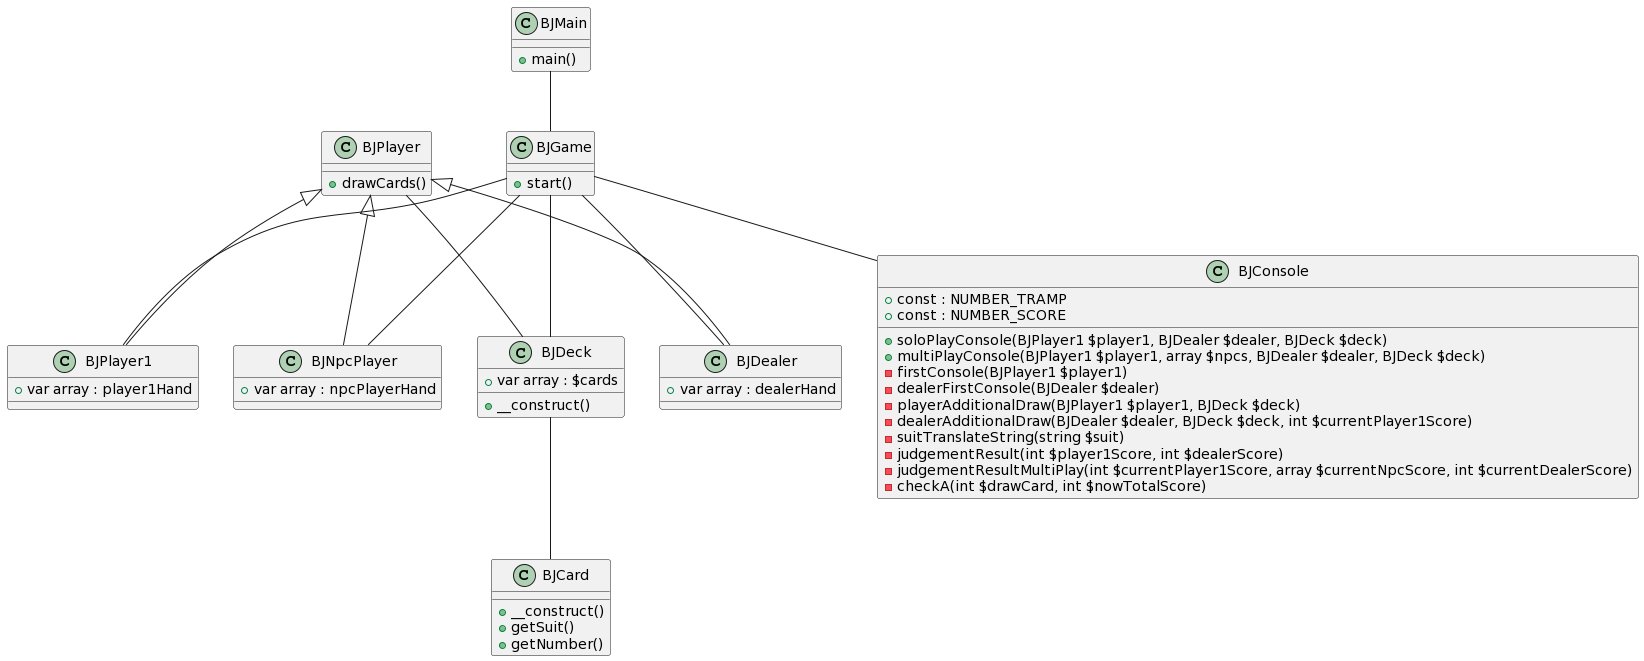 C BJMain
main()
C BJPlayer
drawCards()
C BJGame
start()
C BJConsole
const : NUMBER_TRAMP
const : NUMBER_SCORE
soloPlayConsole(BJPlayer1 $player1, BJDealer $dealer, BJDeck $deck)
multiPlayConsole(BJPlayer1 $player1, array $npcs, BJDealer $dealer, BJDeck $deck)
firstConsole(BJPlayer1 $player1)
dealerFirstConsole(BJDealer $dealer)
playerAdditionalDraw(BJPlayer1 $player1, BJDeck $deck)
dealerAdditionalDraw(BJDealer $dealer, BJDeck $deck, int $currentPlayer1Score)
suitTranslateString(string $suit)
judgementResult(int $player1Score, int $dealerScore)
judgementResultMultiPlay(int $currentPlayer1Score, array $currentNpcScore, int $currentDealerScore)
checkA(int $drawCard, int $nowTotalScore)
C BJPlayer1
var array : player1Hand
C BJNpcPlayer
var array : npcPlayerHand
C BJDeck
var array : $cards
__construct()
C BJDealer
var array : dealerHand
C BJCard
__construct()
getSuit()
getNumber()